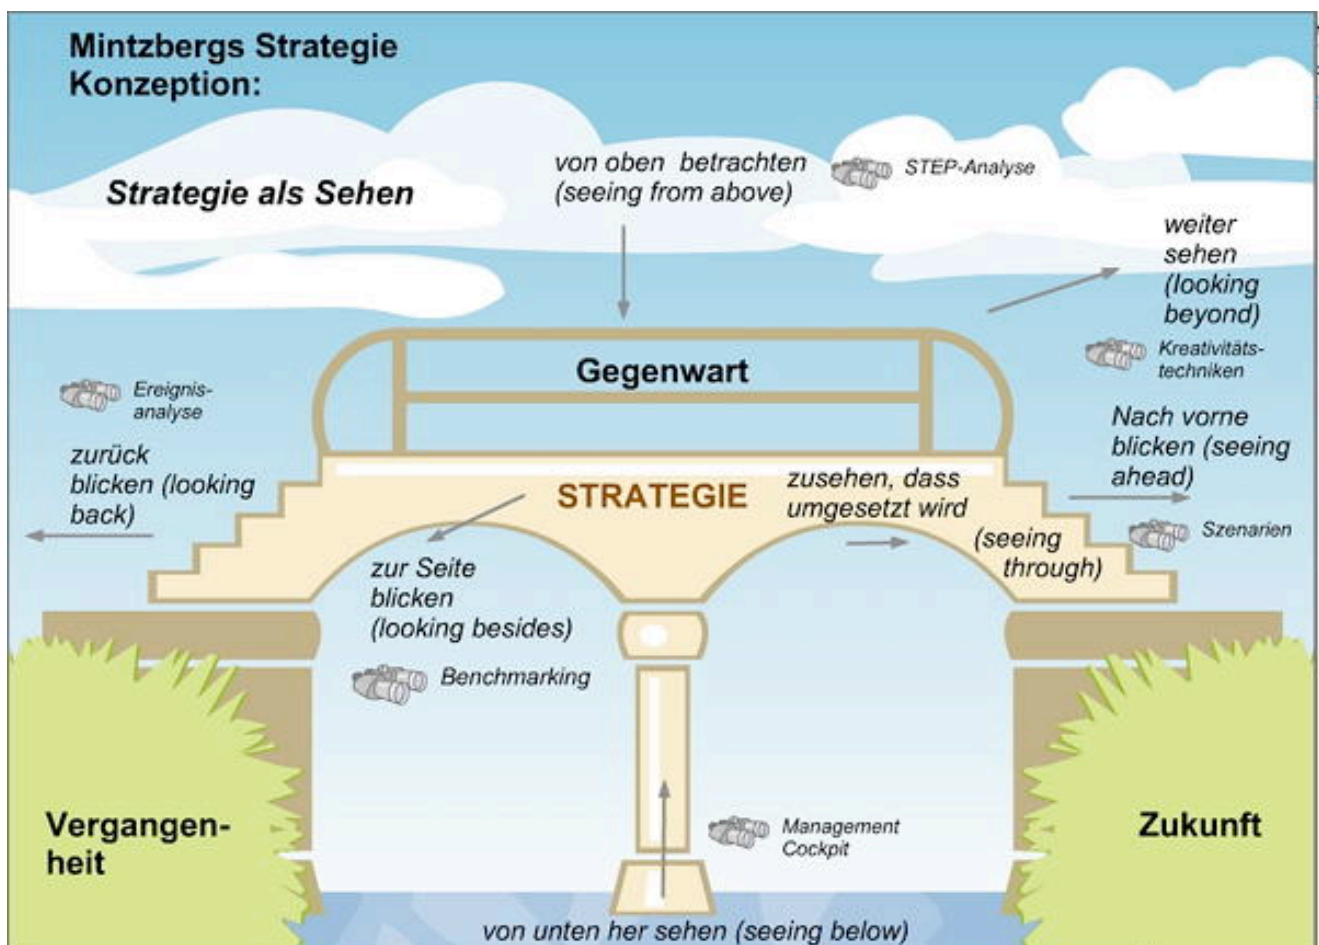 Mintzbergs Strategie
Konzeption:
Strategie als Sehen
von oben betrachten
(seeing from above)
STEP-Analyse
weiter
sehen
(looking
beyond)
Kreativitäts-
techniken
Gegenwart
Ereignis-
analyse
zurück
blicken (looking
back)
Nach vorne
blicken (seeing
ahead)
Szenarien
STRATEGIE
zusehen, dass
umgesetzt wird
(seeing
through)
zur Seite
blicken
(looking besides)
Benchmarking
Vergangen-
heit
Management
Cockpit
Zukunft
von unten her sehen (seeing below)